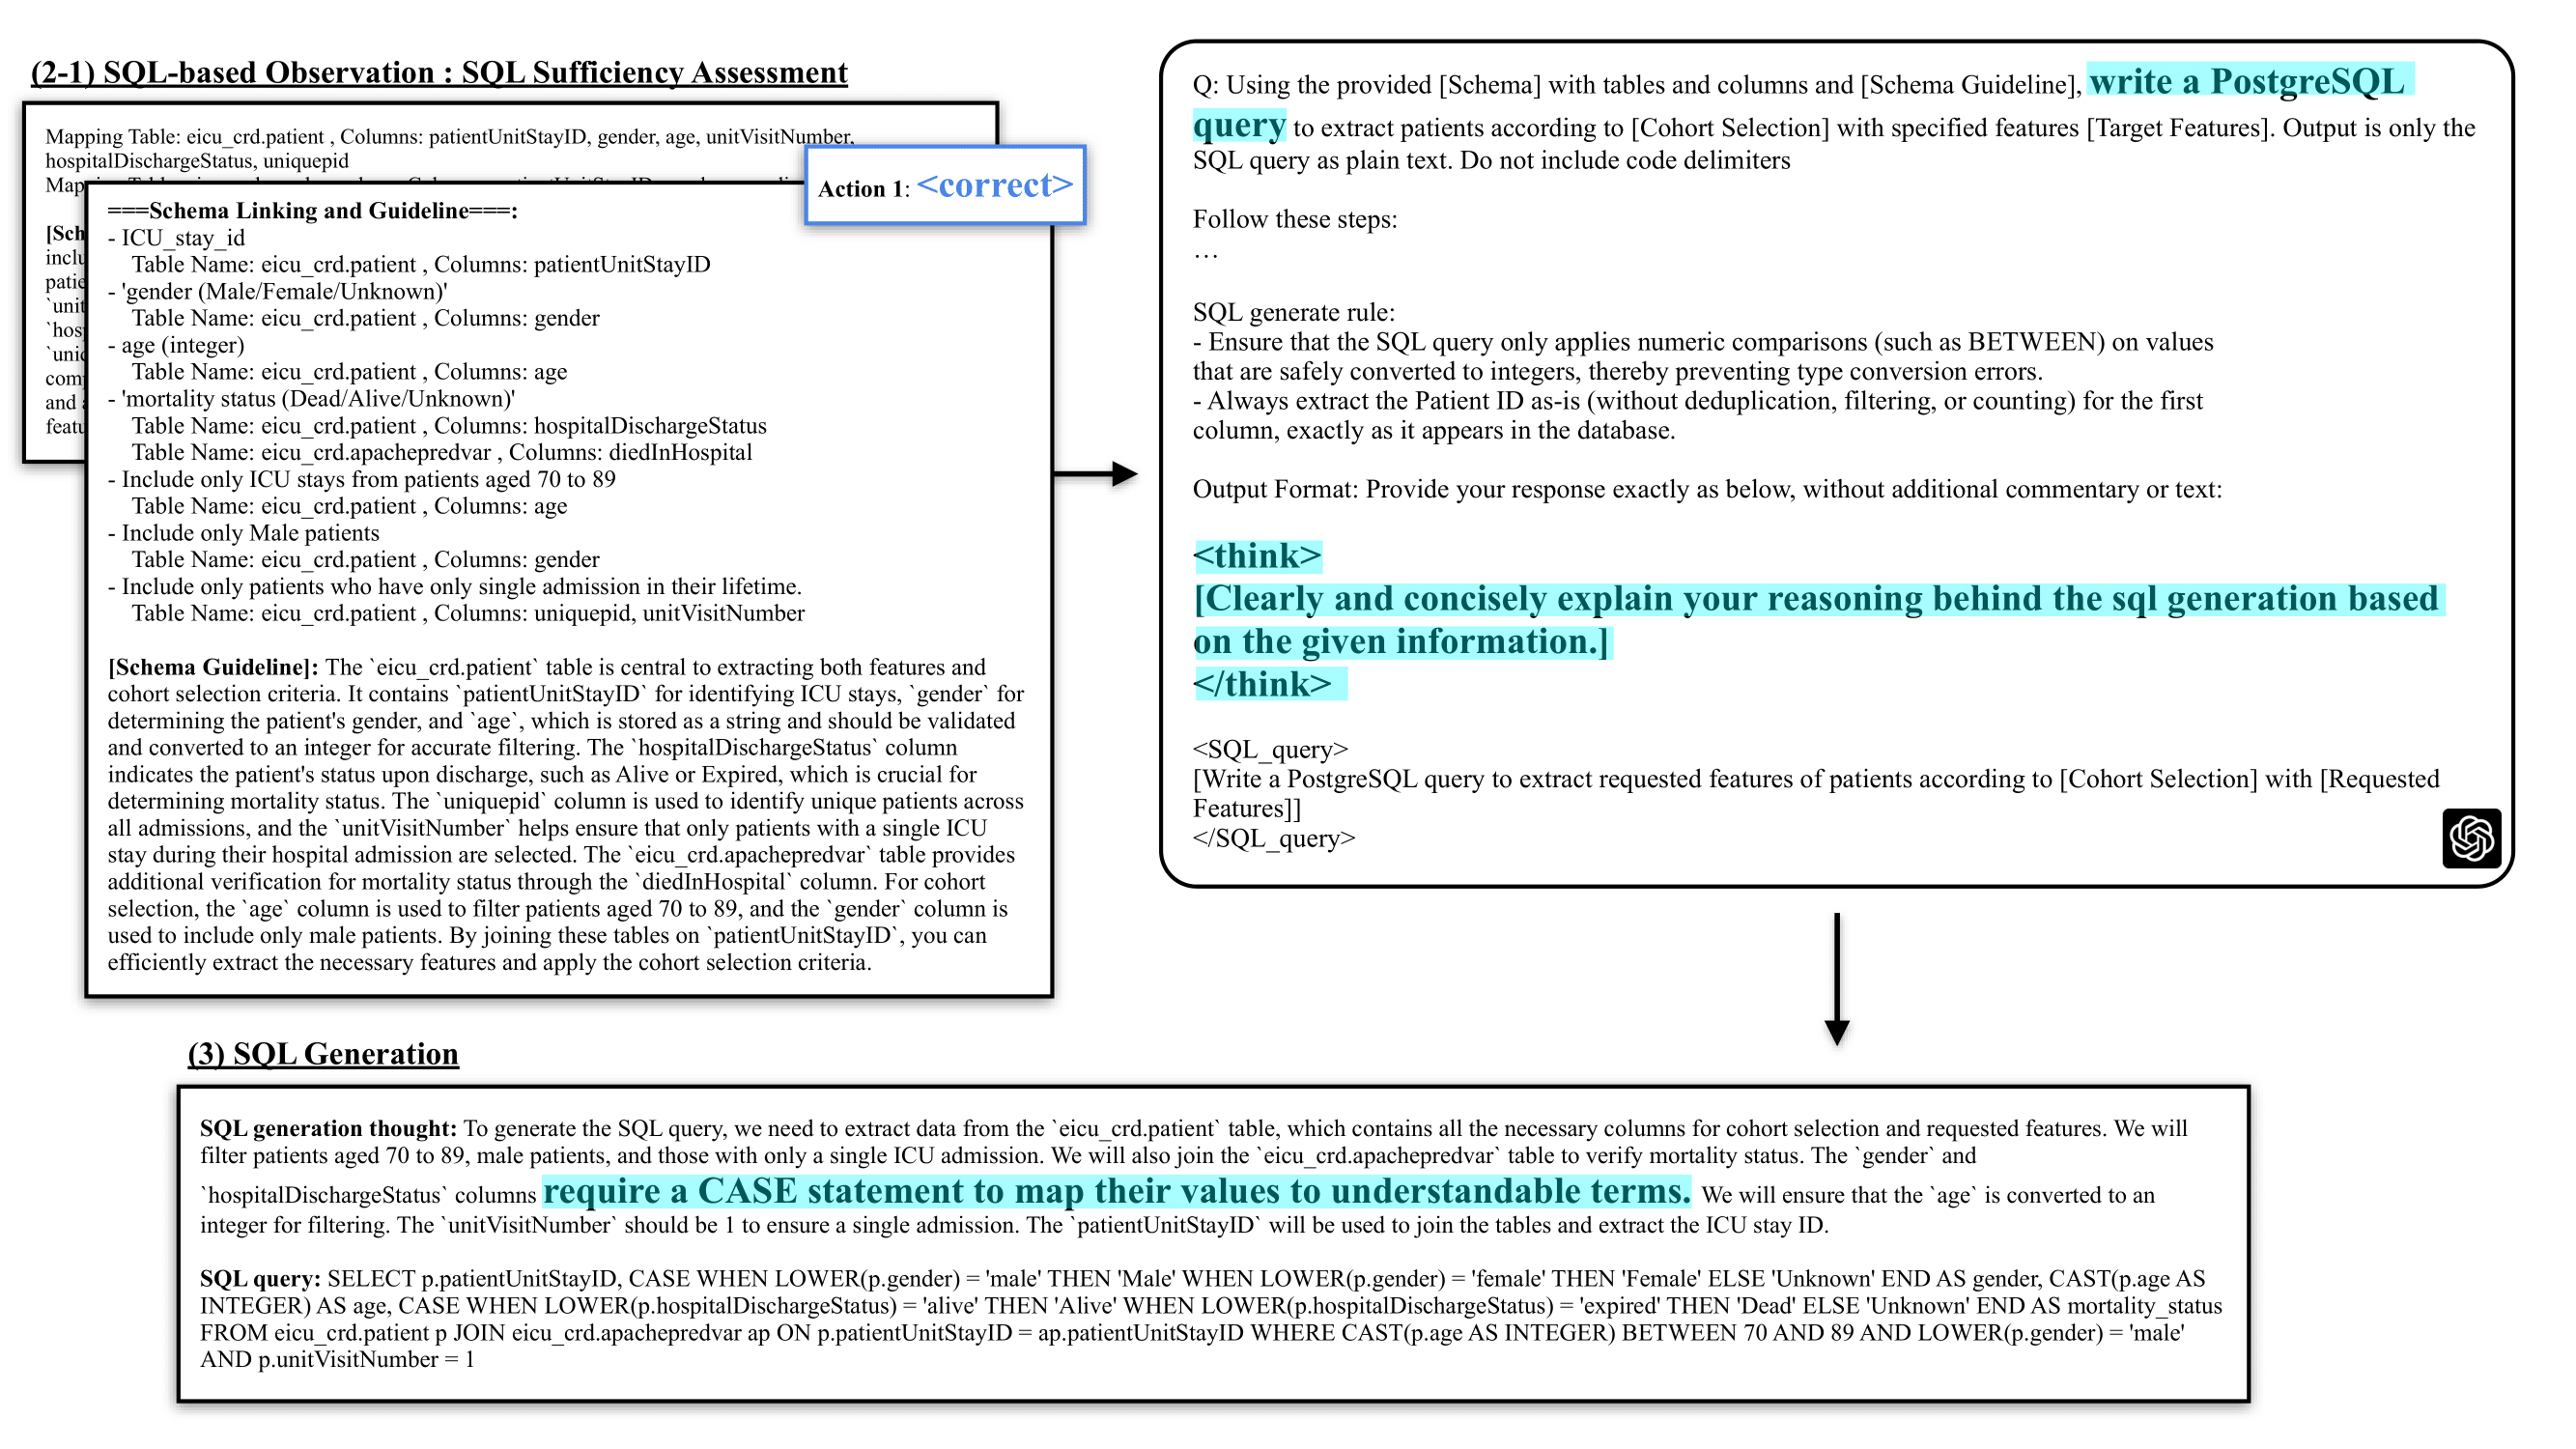 (2-1) SQL-based Observation : SQL Sufficiency Assessment
Mapping Table: eicu_crd.patient , Columns: patientUnitStayID, gender, age, unitVisitNumber,
hospitalDischargeStatus, uniquepid
Action 1: <correct>
===Schema Linking and Guideline===:
- ICU_stay_id
Table Name: eicu_crd.patient , Columns: patientUnitStayID
- 'gender (Male/Female/Unknown)'
Table Name: eicu_crd.patient , Columns: gender
- age (integer)
Table Name: eicu_crd.patient , Columns: age
- 'mortality status (Dead/Alive/Unknown)'
Table Name: eicu_crd.patient , Columns: hospitalDischargeStatus
Table Name: eicu_crd.apachepredvar , Columns: diedInHospital
- Include only ICU stays from patients aged 70 to 89
Table Name: eicu_crd.patient , Columns: age
- Include only Male patients
Table Name: eicu_crd.patient , Columns: gender
- Include only patients who have only single admission in their lifetime.
Table Name: eicu_crd.patient , Columns: uniquepid, unitVisitNumber
[Schema Guideline]: The `eicu_crd.patient` table is central to extracting both features and
cohort selection criteria. It contains `patientUnitStayID` for identifying ICU stays, `gender` for
determining the patient's gender, and `age`, which is stored as a string and should be validated
and converted to an integer for accurate filtering. The `hospitalDischargeStatus` column
indicates the patient's status upon discharge, such as Alive or Expired, which is crucial for
determining mortality status. The `uniquepid` column is used to identify unique patients across
all admissions, and the `unitVisitNumber` helps ensure that only patients with a single ICU
stay during their hospital admission are selected. The `eicu_crd.apachepredvar` table provides
additional verification for mortality status through the `diedInHospital` column. For cohort
selection, the `age` column is used to filter patients aged 70 to 89, and the `gender` column is
used to include only male patients. By joining these tables on `patientUnitStayID`, you can
efficiently extract the necessary features and apply the cohort selection criteria.
Q: Using the provided [Schema] with tables and columns and [Schema Guideline], write a PostgreSQL
query to extract patients according to [Cohort Selection] with specified features [Target Features]. Output is only the
SQL query as plain text. Do not include code delimiters
Follow these steps:
…
SQL generate rule:
- Ensure that the SQL query only applies numeric comparisons (such as BETWEEN) on values
that are safely converted to integers, thereby preventing type conversion errors.
- Always extract the Patient ID as-is (without deduplication, filtering, or counting) for the first
column, exactly as it appears in the database.
Output Format: Provide your response exactly as below, without additional commentary or text:
<think>
[Clearly and concisely explain your reasoning behind the sql generation based
on the given information.]
</think>
<SQL_query>
[Write a PostgreSQL query to extract requested features of patients according to [Cohort Selection] with [Requested
Features]]
</SQL_query>
(3) SQL Generation
SQL generation thought: To generate the SQL query, we need to extract data from the `eicu_crd.patient` table, which contains all the necessary columns for cohort selection and requested features. We will
filter patients aged 70 to 89, male patients, and those with only a single ICU admission. We will also join the `eicu_crd.apachepredvar` table to verify mortality status. The `gender` and
`hospitalDischargeStatus` columns require a CASE statement to map their values to understandable terms. We will ensure that the `age` is converted to an
integer for filtering. The `unitVisitNumber` should be 1 to ensure a single admission. The `patientUnitStayID` will be used to join the tables and extract the ICU stay ID.
SQL query: SELECT p.patientUnitStayID, CASE WHEN LOWER(p.gender) = 'male' THEN 'Male' WHEN LOWER(p.gender) = 'female' THEN 'Female' ELSE 'Unknown' END AS gender, CAST(p.age AS
INTEGER) AS age, CASE WHEN LOWER(p.hospitalDischargeStatus) = 'alive' THEN 'Alive' WHEN LOWER(p.hospitalDischargeStatus) = 'expired' THEN 'Dead' ELSE 'Unknown' END AS mortality_status
FROM eicu_crd.patient p JOIN eicu_crd.apachepredvar ap ON p.patientUnitStayID = ap.patientUnitStayID WHERE CAST(p.age AS INTEGER) BETWEEN 70 AND 89 AND LOWER(p.gender) = 'male'
AND p.unitVisitNumber = 1